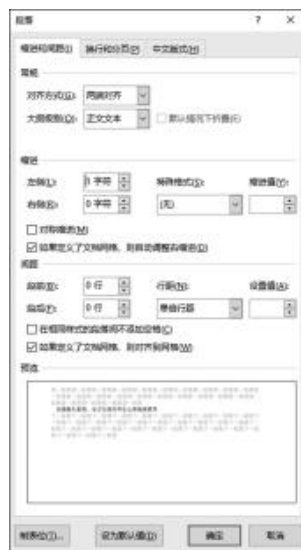 段落 ? ×
缩进和间距(I) 换行和分页(P) 中文版式(H)
常规
对齐方式(G): 两端对齐
大纲级别(O): 正文文本 默认情况下折叠(E)
缩进
左侧(L): 1 字符 特殊格式(S): 缩进值(Y):
右侧(R): 0 字符 (无)
对称缩进(M)
如果定义了文档网格，则自动调整右缩进(D)
间距
段前(B): 0 行 行距(N): 设置值(A):
段后(F): 0 行 单倍行距
在相同样式的段落间不添加空格(C)
如果定义了文档网格，则对齐到网格(W)
预览
制表位(T)... 设为默认值(D) 确定 取消